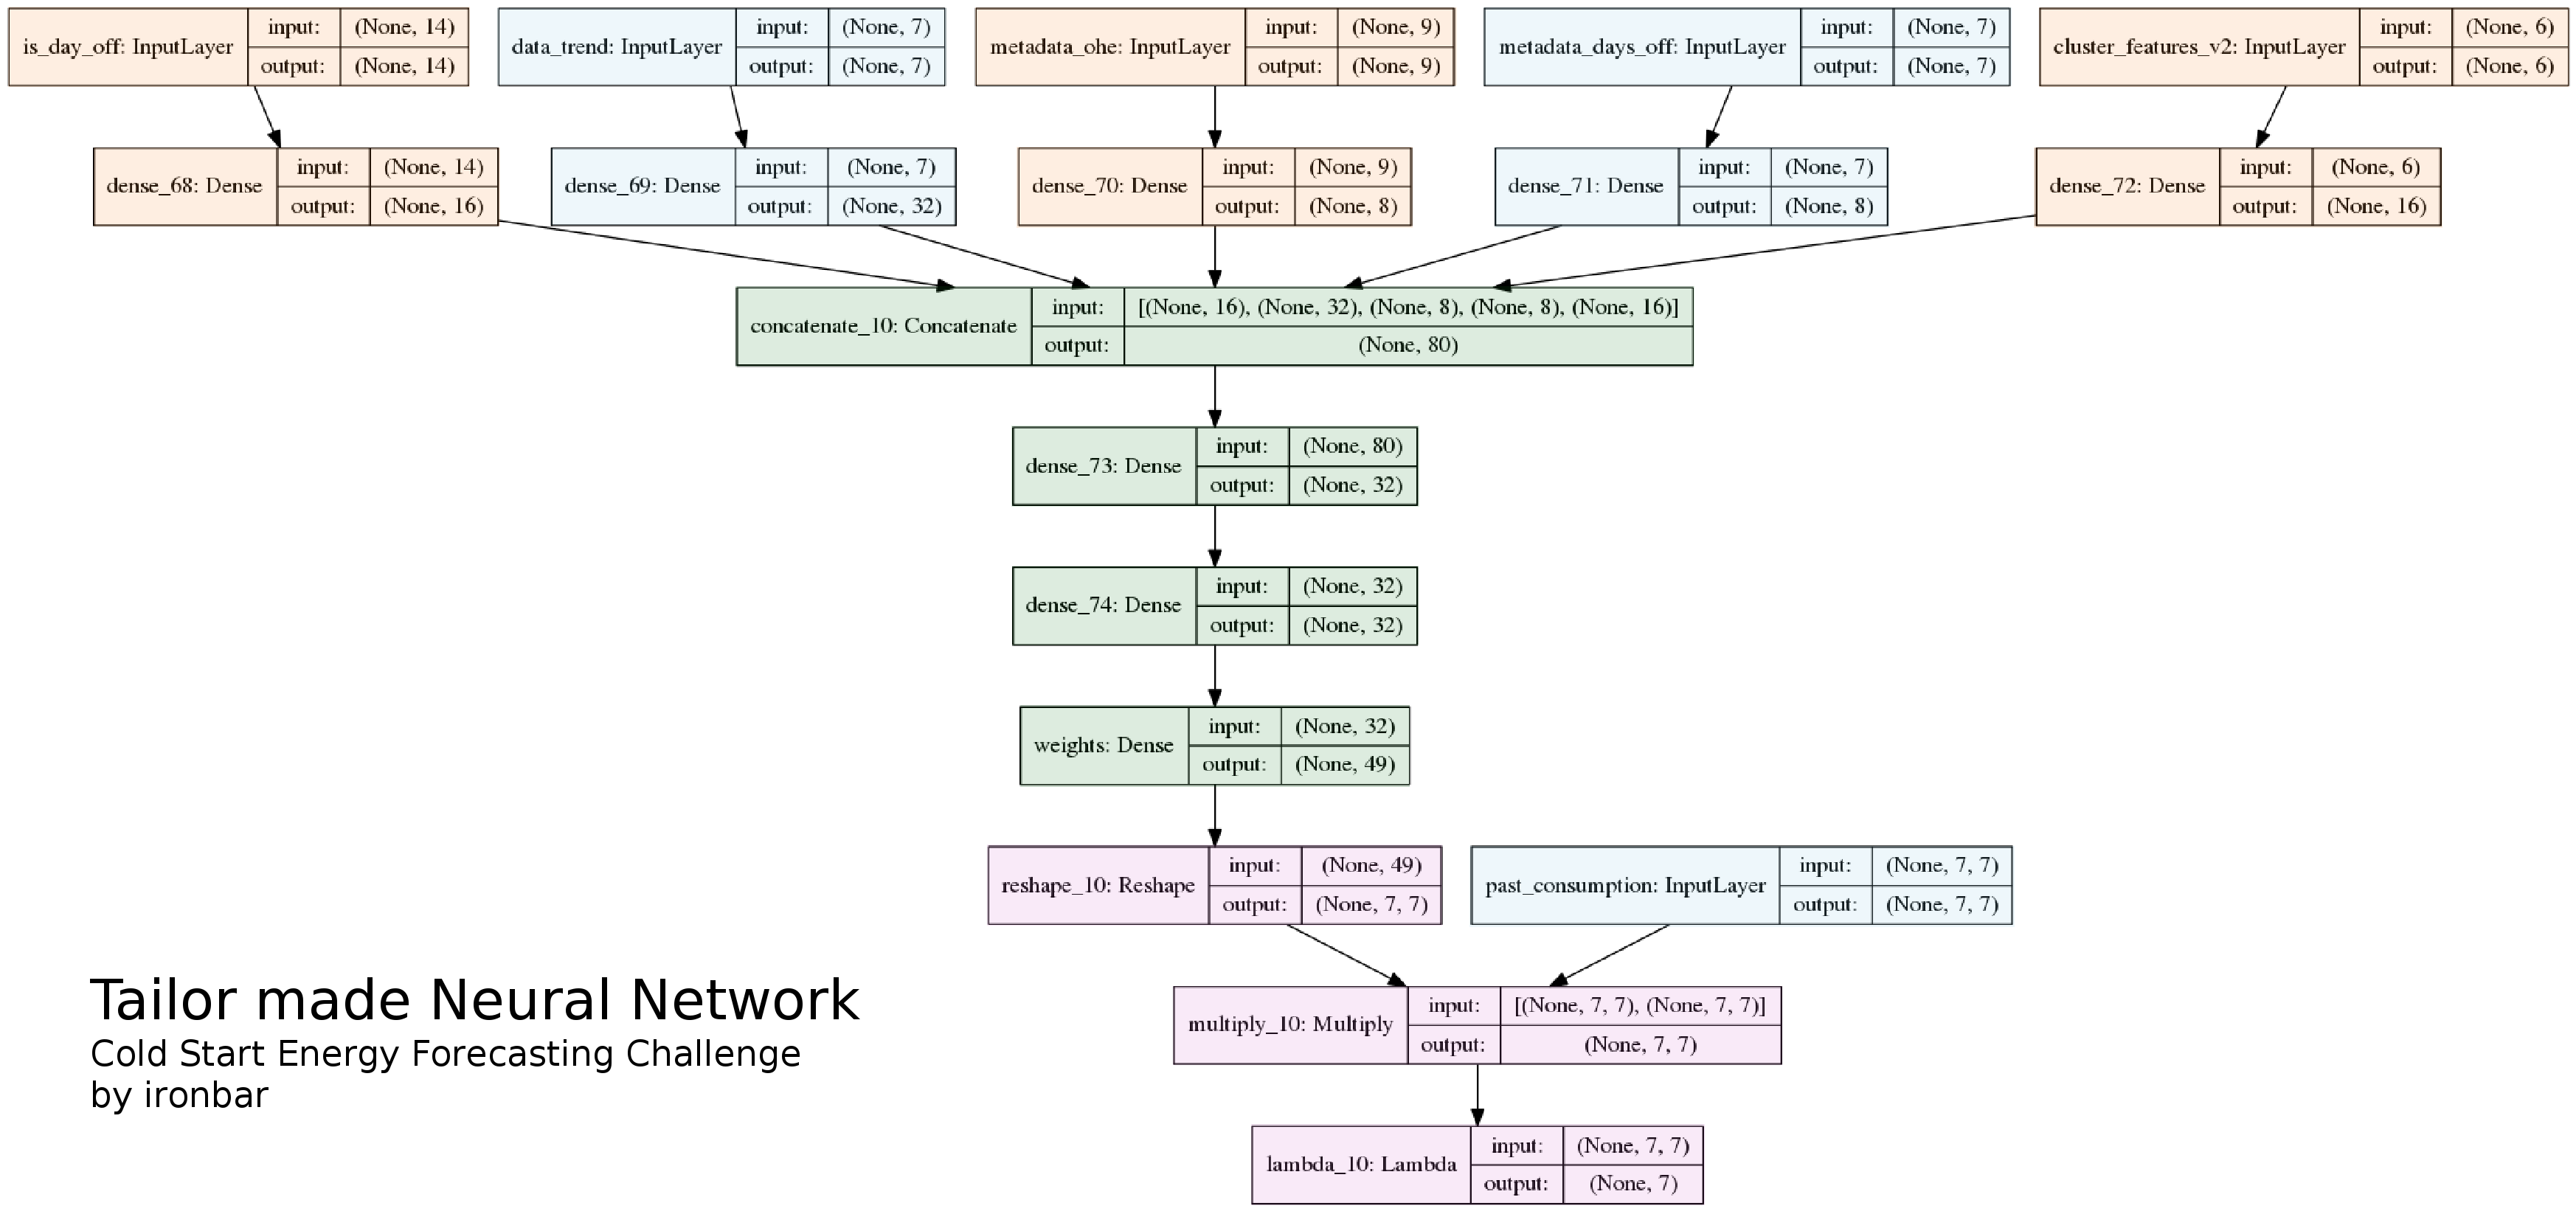 is_day_off: InputLayer
input: (None, 14)
output: (None, 14)
data_trend: InputLayer
input: (None, 7)
output: (None, 7)
metadata_ohe: InputLayer
input: (None, 9)
output: (None, 9)
metadata_days_off: InputLayer
input: (None, 7)
output: (None, 7)
cluster_features_v2: InputLayer
input: (None, 6)
output: (None, 6)
dense_68: Dense
input: (None, 14)
output: (None, 16)
dense_69: Dense
input: (None, 7)
output: (None, 32)
dense_70: Dense
input: (None, 9)
output: (None, 8)
dense_71: Dense
input: (None, 7)
output: (None, 8)
dense_72: Dense
input: (None, 6)
output: (None, 16)
concatenate_10: Concatenate
input: [(None, 16), (None, 32), (None, 8), (None, 8), (None, 16)]
output: (None, 80)
dense_73: Dense
input: (None, 80)
output: (None, 32)
dense_74: Dense
input: (None, 32)
output: (None, 32)
weights: Dense
input: (None, 32)
output: (None, 49)
reshape_10: Reshape
input: (None, 49)
output: (None, 7, 7)
past_consumption: InputLayer
input: (None, 7, 7)
output: (None, 7, 7)
multiply_10: Multiply
input: [(None, 7, 7), (None, 7, 7)]
output: (None, 7, 7)
lambda_10: Lambda
input: (None, 7, 7)
output: (None, 7)
Tailor made Neural Network
Cold Start Energy Forecasting Challenge
by ironbar